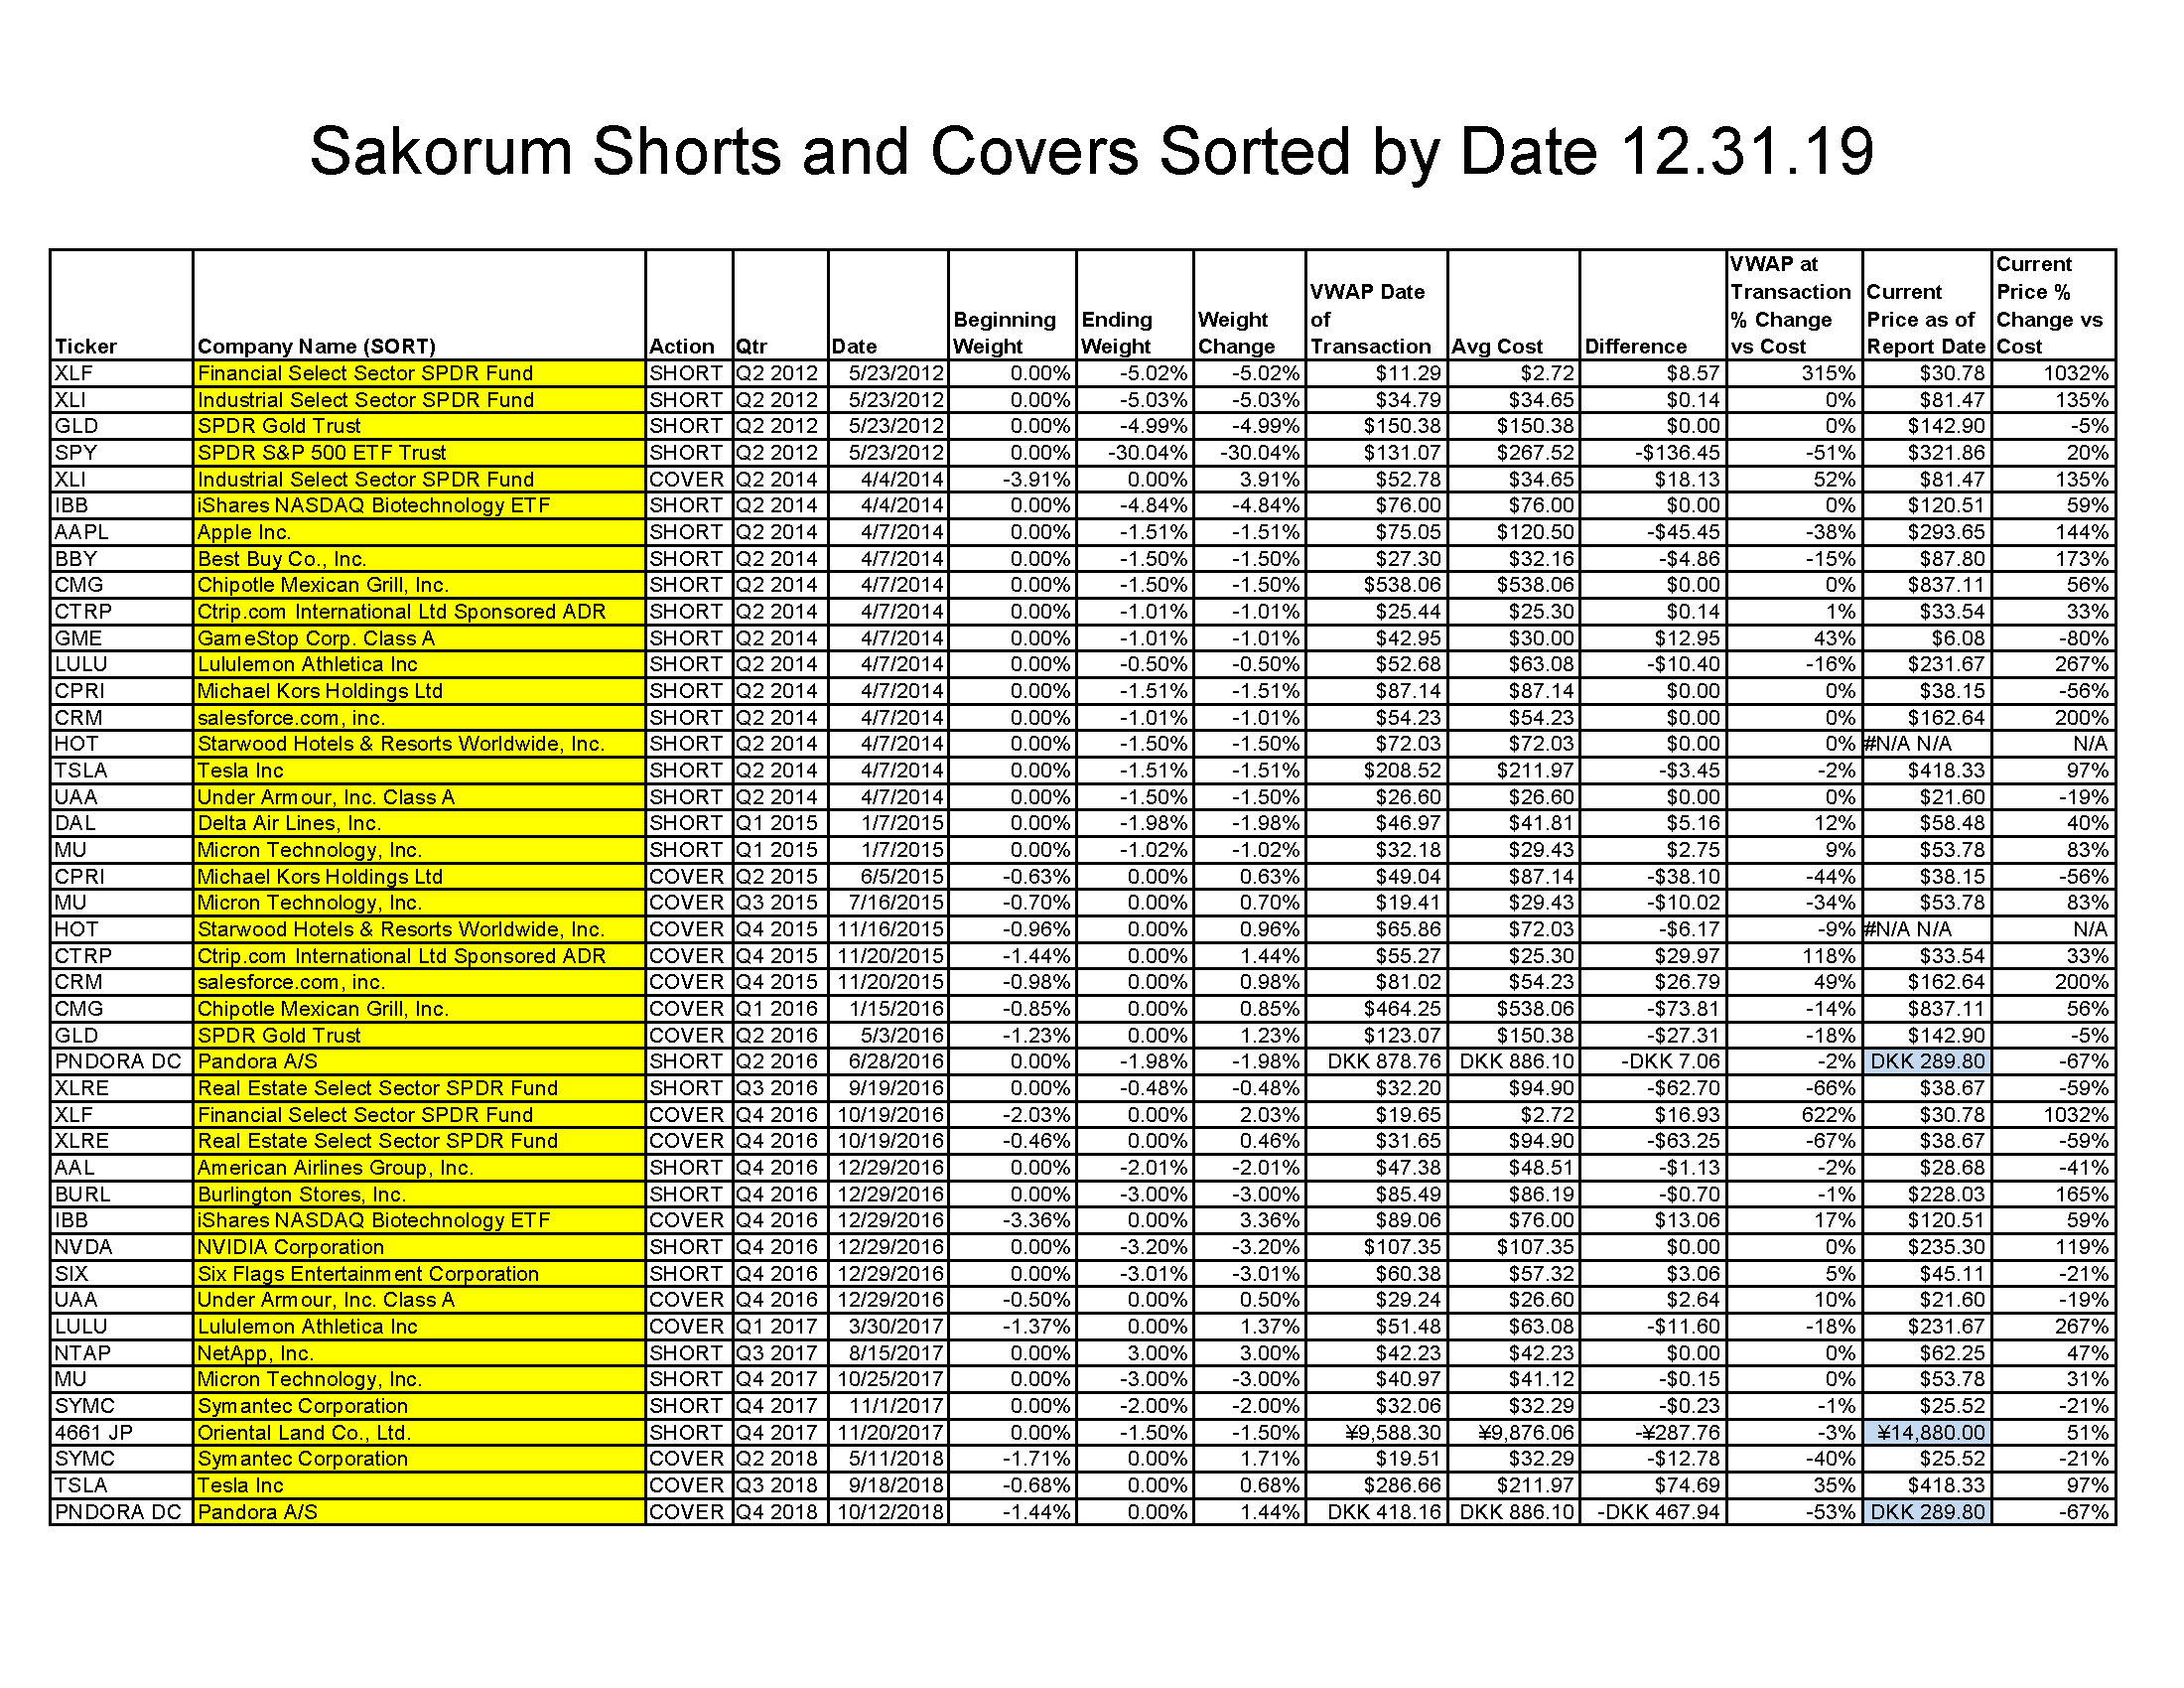 Sakorum Shorts and Covers Sorted by Date 12.31.19
Ticker Company Name (SORT) Action Qtr Date Beginning Weight Ending Weight Weight Change VWAP Date of Transaction Avg Cost Difference VWAP at Transaction % Change vs Cost Current Price as of Report Date Current Price % Change vs Cost
XLF Financial Select Sector SPDR Fund SHORT Q2 2012 5/23/2012 0.00% -5.02% -5.02% $11.29 $2.72 $8.57 315% $30.78 1032%
XLI Industrial Select Sector SPDR Fund SHORT Q2 2012 5/23/2012 0.00% -5.03% -5.03% $34.79 $34.65 $0.14 0% $81.47 135%
GLD SPDR Gold Trust SHORT Q2 2012 5/23/2012 0.00% -4.99% -4.99% $150.38 $150.38 $0.00 0% $142.90 -5%
SPY SPDR S&P 500 ETF Trust SHORT Q2 2012 5/23/2012 0.00% -30.04% -30.04% $131.07 $267.52 -$136.45 -51% $321.86 20%
XLI Industrial Select Sector SPDR Fund COVER Q2 2014 4/4/2014 -3.91% 0.00% 3.91% $52.78 $34.65 $18.13 52% $81.47 135%
IBB iShares NASDAQ Biotechnology ETF SHORT Q2 2014 4/4/2014 0.00% -4.84% -4.84% $76.00 $76.00 $0.00 0% $120.51 59%
AAPL Apple Inc. SHORT Q2 2014 4/7/2014 0.00% -1.51% -1.51% $75.05 $120.50 -$45.45 -38% $293.65 144%
BBY Best Buy Co., Inc. SHORT Q2 2014 4/7/2014 0.00% -1.50% -1.50% $27.30 $32.16 -$4.86 -15% $87.80 173%
CMG Chipotle Mexican Grill, Inc. SHORT Q2 2014 4/7/2014 0.00% -1.50% -1.50% $538.06 $538.06 $0.00 0% $837.11 56%
CTRP Ctrip.com International Ltd Sponsored ADR SHORT Q2 2014 4/7/2014 0.00% -1.01% -1.01% $25.44 $25.30 $0.14 1% $33.54 33%
GME GameStop Corp. Class A SHORT Q2 2014 4/7/2014 0.00% -1.01% -1.01% $42.95 $30.00 $12.95 43% $6.08 -80%
LULU Lululemon Athletica Inc SHORT Q2 2014 4/7/2014 0.00% -0.50% -0.50% $52.68 $63.08 -$10.40 -16% $231.67 267%
CPRI Michael Kors Holdings Ltd SHORT Q2 2014 4/7/2014 0.00% -1.51% -1.51% $87.14 $87.14 $0.00 0% $38.15 -56%
CRM salesforce.com, inc. SHORT Q2 2014 4/7/2014 0.00% -1.01% -1.01% $54.23 $54.23 $0.00 0% $162.64 200%
HOT Starwood Hotels & Resorts Worldwide, Inc. SHORT Q2 2014 4/7/2014 0.00% -1.50% -1.50% $72.03 $72.03 $0.00 0% #N/A N/A N/A
TSLA Tesla Inc SHORT Q2 2014 4/7/2014 0.00% -1.51% -1.51% $208.52 $211.97 -$3.45 -2% $418.33 97%
UAA Under Armour, Inc. Class A SHORT Q2 2014 4/7/2014 0.00% -1.50% -1.50% $26.60 $26.60 $0.00 0% $21.60 -19%
DAL Delta Air Lines, Inc. SHORT Q1 2015 1/7/2015 0.00% -1.98% -1.98% $46.97 $41.81 $5.16 12% $58.48 40%
MU Micron Technology, Inc. SHORT Q1 2015 1/7/2015 0.00% -1.02% -1.02% $32.18 $29.43 $2.75 9% $53.78 83%
CPRI Michael Kors Holdings Ltd COVER Q2 2015 6/5/2015 -0.63% 0.00% 0.63% $49.04 $87.14 -$38.10 -44% $38.15 -56%
MU Micron Technology, Inc. COVER Q3 2015 7/16/2015 -0.70% 0.00% 0.70% $19.41 $29.43 -$10.02 -34% $53.78 83%
HOT Starwood Hotels & Resorts Worldwide, Inc. COVER Q4 2015 11/16/2015 -0.96% 0.00% 0.96% $65.86 $72.03 -$6.17 -9% #N/A N/A N/A
CTRP Ctrip.com International Ltd Sponsored ADR COVER Q4 2015 11/20/2015 -1.44% 0.00% 1.44% $55.27 $25.30 $29.97 118% $33.54 33%
CRM salesforce.com, inc. COVER Q4 2015 11/20/2015 -0.98% 0.00% 0.98% $81.02 $54.23 $26.79 49% $162.64 200%
CMG Chipotle Mexican Grill, Inc. COVER Q1 2016 1/15/2016 -0.85% 0.00% 0.85% $464.25 $538.06 -$73.81 -14% $837.11 56%
GLD SPDR Gold Trust COVER Q2 2016 5/3/2016 -1.23% 0.00% 1.23% $123.07 $150.38 -$27.31 -18% $142.90 -5%
PNDORA DC Pandora A/S SHORT Q2 2016 6/28/2016 0.00% -1.98% -1.98% DKK 878.76 DKK 886.10 -DKK 7.06 -2% DKK 289.80 -67%
XLRE Real Estate Select Sector SPDR Fund SHORT Q3 2016 9/19/2016 0.00% -0.48% -0.48% $32.20 $94.90 -$62.70 -66% $38.67 -59%
XLF Financial Select Sector SPDR Fund COVER Q4 2016 10/19/2016 -2.03% 0.00% 2.03% $19.65 $2.72 $16.93 622% $30.78 1032%
XLRE Real Estate Select Sector SPDR Fund COVER Q4 2016 10/19/2016 -0.46% 0.00% 0.46% $31.65 $94.90 -$63.25 -67% $38.67 -59%
AAL American Airlines Group, Inc. SHORT Q4 2016 12/29/2016 0.00% -2.01% -2.01% $47.38 $48.51 -$1.13 -2% $28.68 -41%
BURL Burlington Stores, Inc. SHORT Q4 2016 12/29/2016 0.00% -3.00% -3.00% $85.49 $86.19 -$0.70 -1% $228.03 165%
IBB iShares NASDAQ Biotechnology ETF COVER Q4 2016 12/29/2016 -3.36% 0.00% 3.36% $89.06 $76.00 $13.06 17% $120.51 59%
NVDA NVIDIA Corporation SHORT Q4 2016 12/29/2016 0.00% -3.20% -3.20% $107.35 $107.35 $0.00 0% $235.30 119%
SIX Six Flags Entertainment Corporation SHORT Q4 2016 12/29/2016 0.00% -3.01% -3.01% $60.38 $57.32 $3.06 5% $45.11 -21%
UAA Under Armour, Inc. Class A COVER Q4 2016 12/29/2016 -0.50% 0.00% 0.50% $29.24 $26.60 $2.64 10% $21.60 -19%
LULU Lululemon Athletica Inc COVER Q1 2017 3/30/2017 -1.37% 0.00% 1.37% $51.48 $63.08 -$11.60 -18% $231.67 267%
NTAP NetApp, Inc. SHORT Q3 2017 8/15/2017 0.00% 3.00% 3.00% $42.23 $42.23 $0.00 0% $62.25 47%
MU Micron Technology, Inc. SHORT Q4 2017 10/25/2017 0.00% -3.00% -3.00% $40.97 $41.12 -$0.15 0% $53.78 31%
SYMC Symantec Corporation SHORT Q4 2017 11/1/2017 0.00% -2.00% -2.00% $32.06 $32.29 -$0.23 -1% $25.52 -21%
4661 JP Oriental Land Co., Ltd. SHORT Q4 2017 11/20/2017 0.00% -1.50% -1.50% ¥9,588.30 ¥9,876.06 -¥287.76 -3% ¥14,880.00 51%
SYMC Symantec Corporation COVER Q2 2018 5/11/2018 -1.71% 0.00% 1.71% $19.51 $32.29 -$12.78 -40% $25.52 -21%
TSLA Tesla Inc COVER Q3 2018 9/18/2018 -0.68% 0.00% 0.68% $286.66 $211.97 $74.69 35% $418.33 97%
PNDORA DC Pandora A/S COVER Q4 2018 10/12/2018 -1.44% 0.00% 1.44% DKK 418.16 DKK 886.10 -DKK 467.94 -53% DKK 289.80 -67%